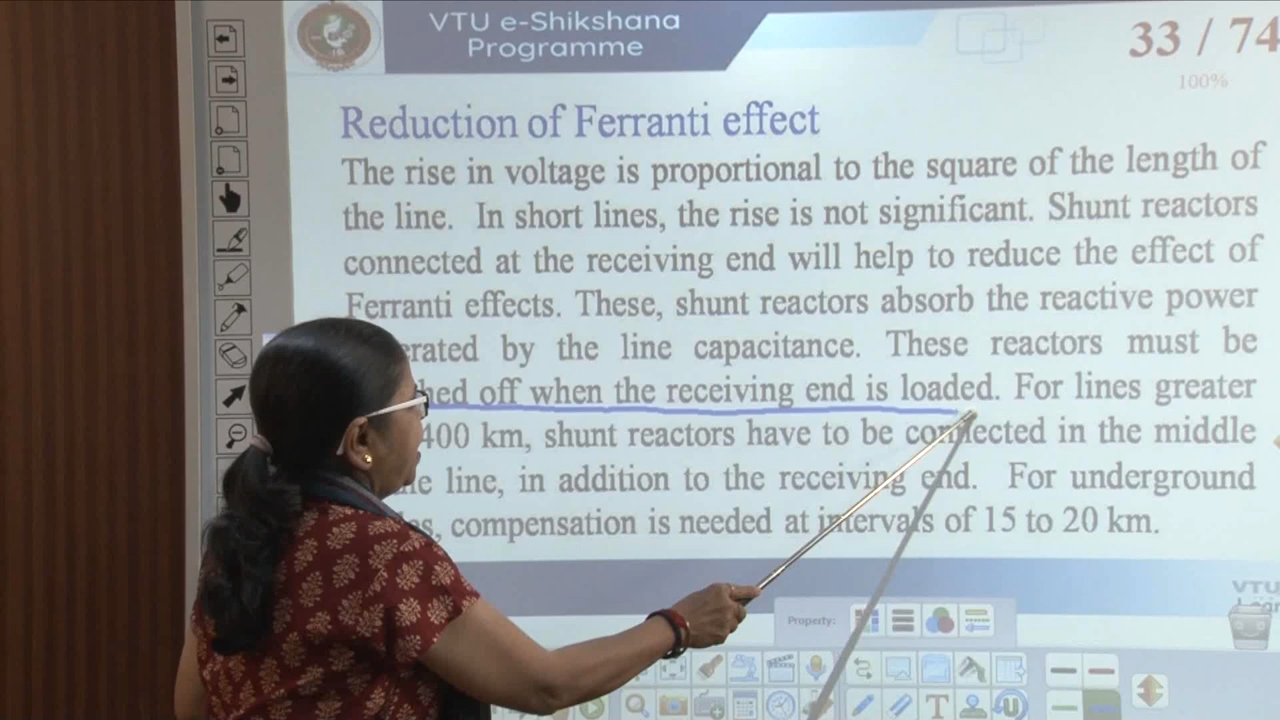 VTU e-Shikshana
Programme
33 / 74
100%
Reduction of Ferranti effect
The rise in voltage is proportional to the square of the length of
the line. In short lines, the rise is not significant. Shunt reactors
connected at the receiving end will help to reduce the effect of
Ferranti effects. These, shunt reactors absorb the reactive power
by the line capacitance. These reactors must be
off when the receiving end is loaded. For lines greater
400 km, shunt reactors have to be connected in the middle
line, in addition to the receiving end. For underground
compensation is needed at intervals of 15 to 20 km.
VTU
Property: